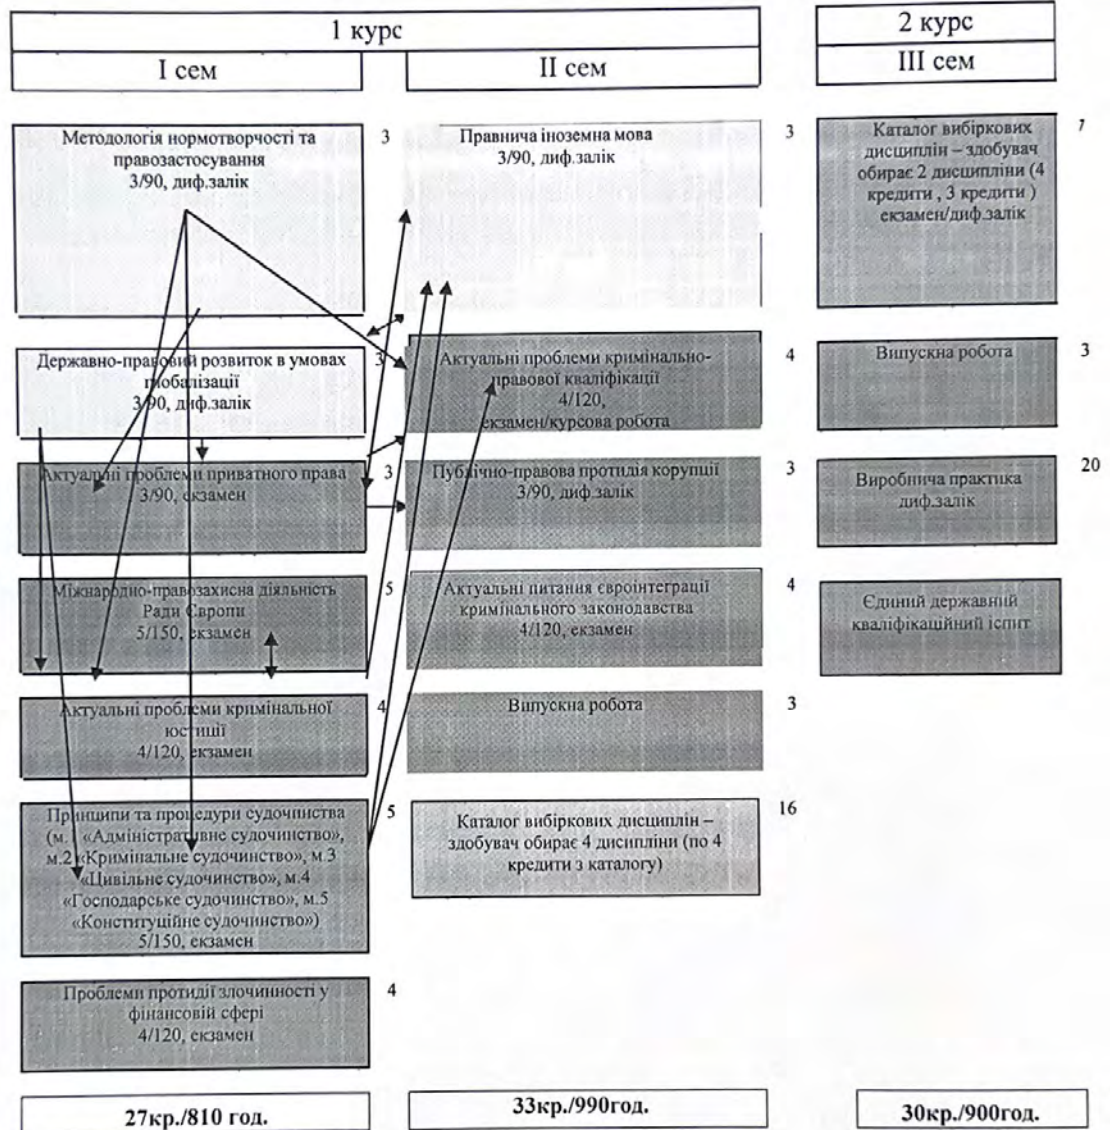 1 курс
I сем
II сем
2 курс
III сем
Методологія нормотворчості та
правозастосування
3/90, диф.залік
3
Державно-правовий розвиток в умовах
глобалізації
3/90, диф.залік
3
Актуальні проблеми приватного права
3/90, екзамен
3
Міжнародно-правозахисна діяльність
Ради Європи
5/150, екзамен
5
Актуальні проблеми кримінальної
юстиції
4/120, екзамен
4
Принципи та процедури судочинства
(м.1 «Адміністративне судочинство»,
м.2 «Кримінальне судочинство», м.3
«Цивільне судочинство», м.4
«Господарське судочинство», м.5
«Конституційне судочинство»)
5/150, екзамен
5
Проблеми протидії злочинності у
фінансовій сфері
4/120, екзамен
4
27кр./810 год.
Правнича іноземна мова
3/90, диф.залік
3
Актуальні проблеми кримінально-
правової кваліфікації
4/120,
екзамен/курсова робота
4
Публічно-правова протидія корупції
3/90, диф.залік
3
Актуальні питання євроінтеграції
кримінального законодавства
4/120, екзамен
4
Випускна робота
3
Каталог вибіркових дисциплін –
здобувач обирає 4 дисципліни (по 4
кредити з каталогу)
16
33кр./990год.
Каталог вибіркових
дисциплін – здобувач
обирає 2 дисципліни (4
кредити , 3 кредити )
екзамен/диф.залік
7
Випускна робота
3
Виробнича практика
диф.залік
20
Єдиний державний
кваліфікаційний іспит
30кр./900год.